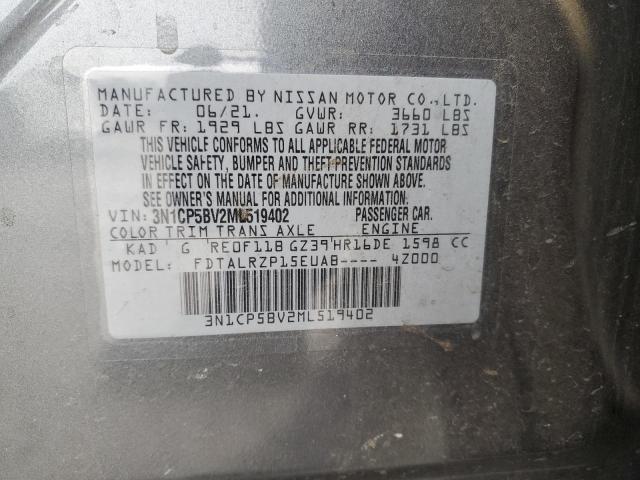 MANUFACTURED BY NISSAN MOTOR CO., LTD.
DATE: 06/21. GVWR: 3660 LBS
GAWR FR: 1929 LBS GAWR RR: 1731 LBS
THIS VEHICLE CONFORMS TO ALL APPLICABLE FEDERAL MOTOR
VEHICLE SAFETY, BUMPER AND THEFT PREVENTION STANDARDS
IN EFFECT ON THE DATE OF MANUFACTURE SHOWN ABOVE.
SEE OWNER'S MANUAL FOR ADDITIONAL INFORMATION.
VIN: 3N1CP5BV2ML519402 PASSENGER CAR.
COLOR TRIM TRANS AXLE ENGINE
KAD G RE0F11B GZ39 HR16DE 1598 CC
MODEL: FDTALRZP15EUAB---- 4Z000
3N1CP5BV2ML519402